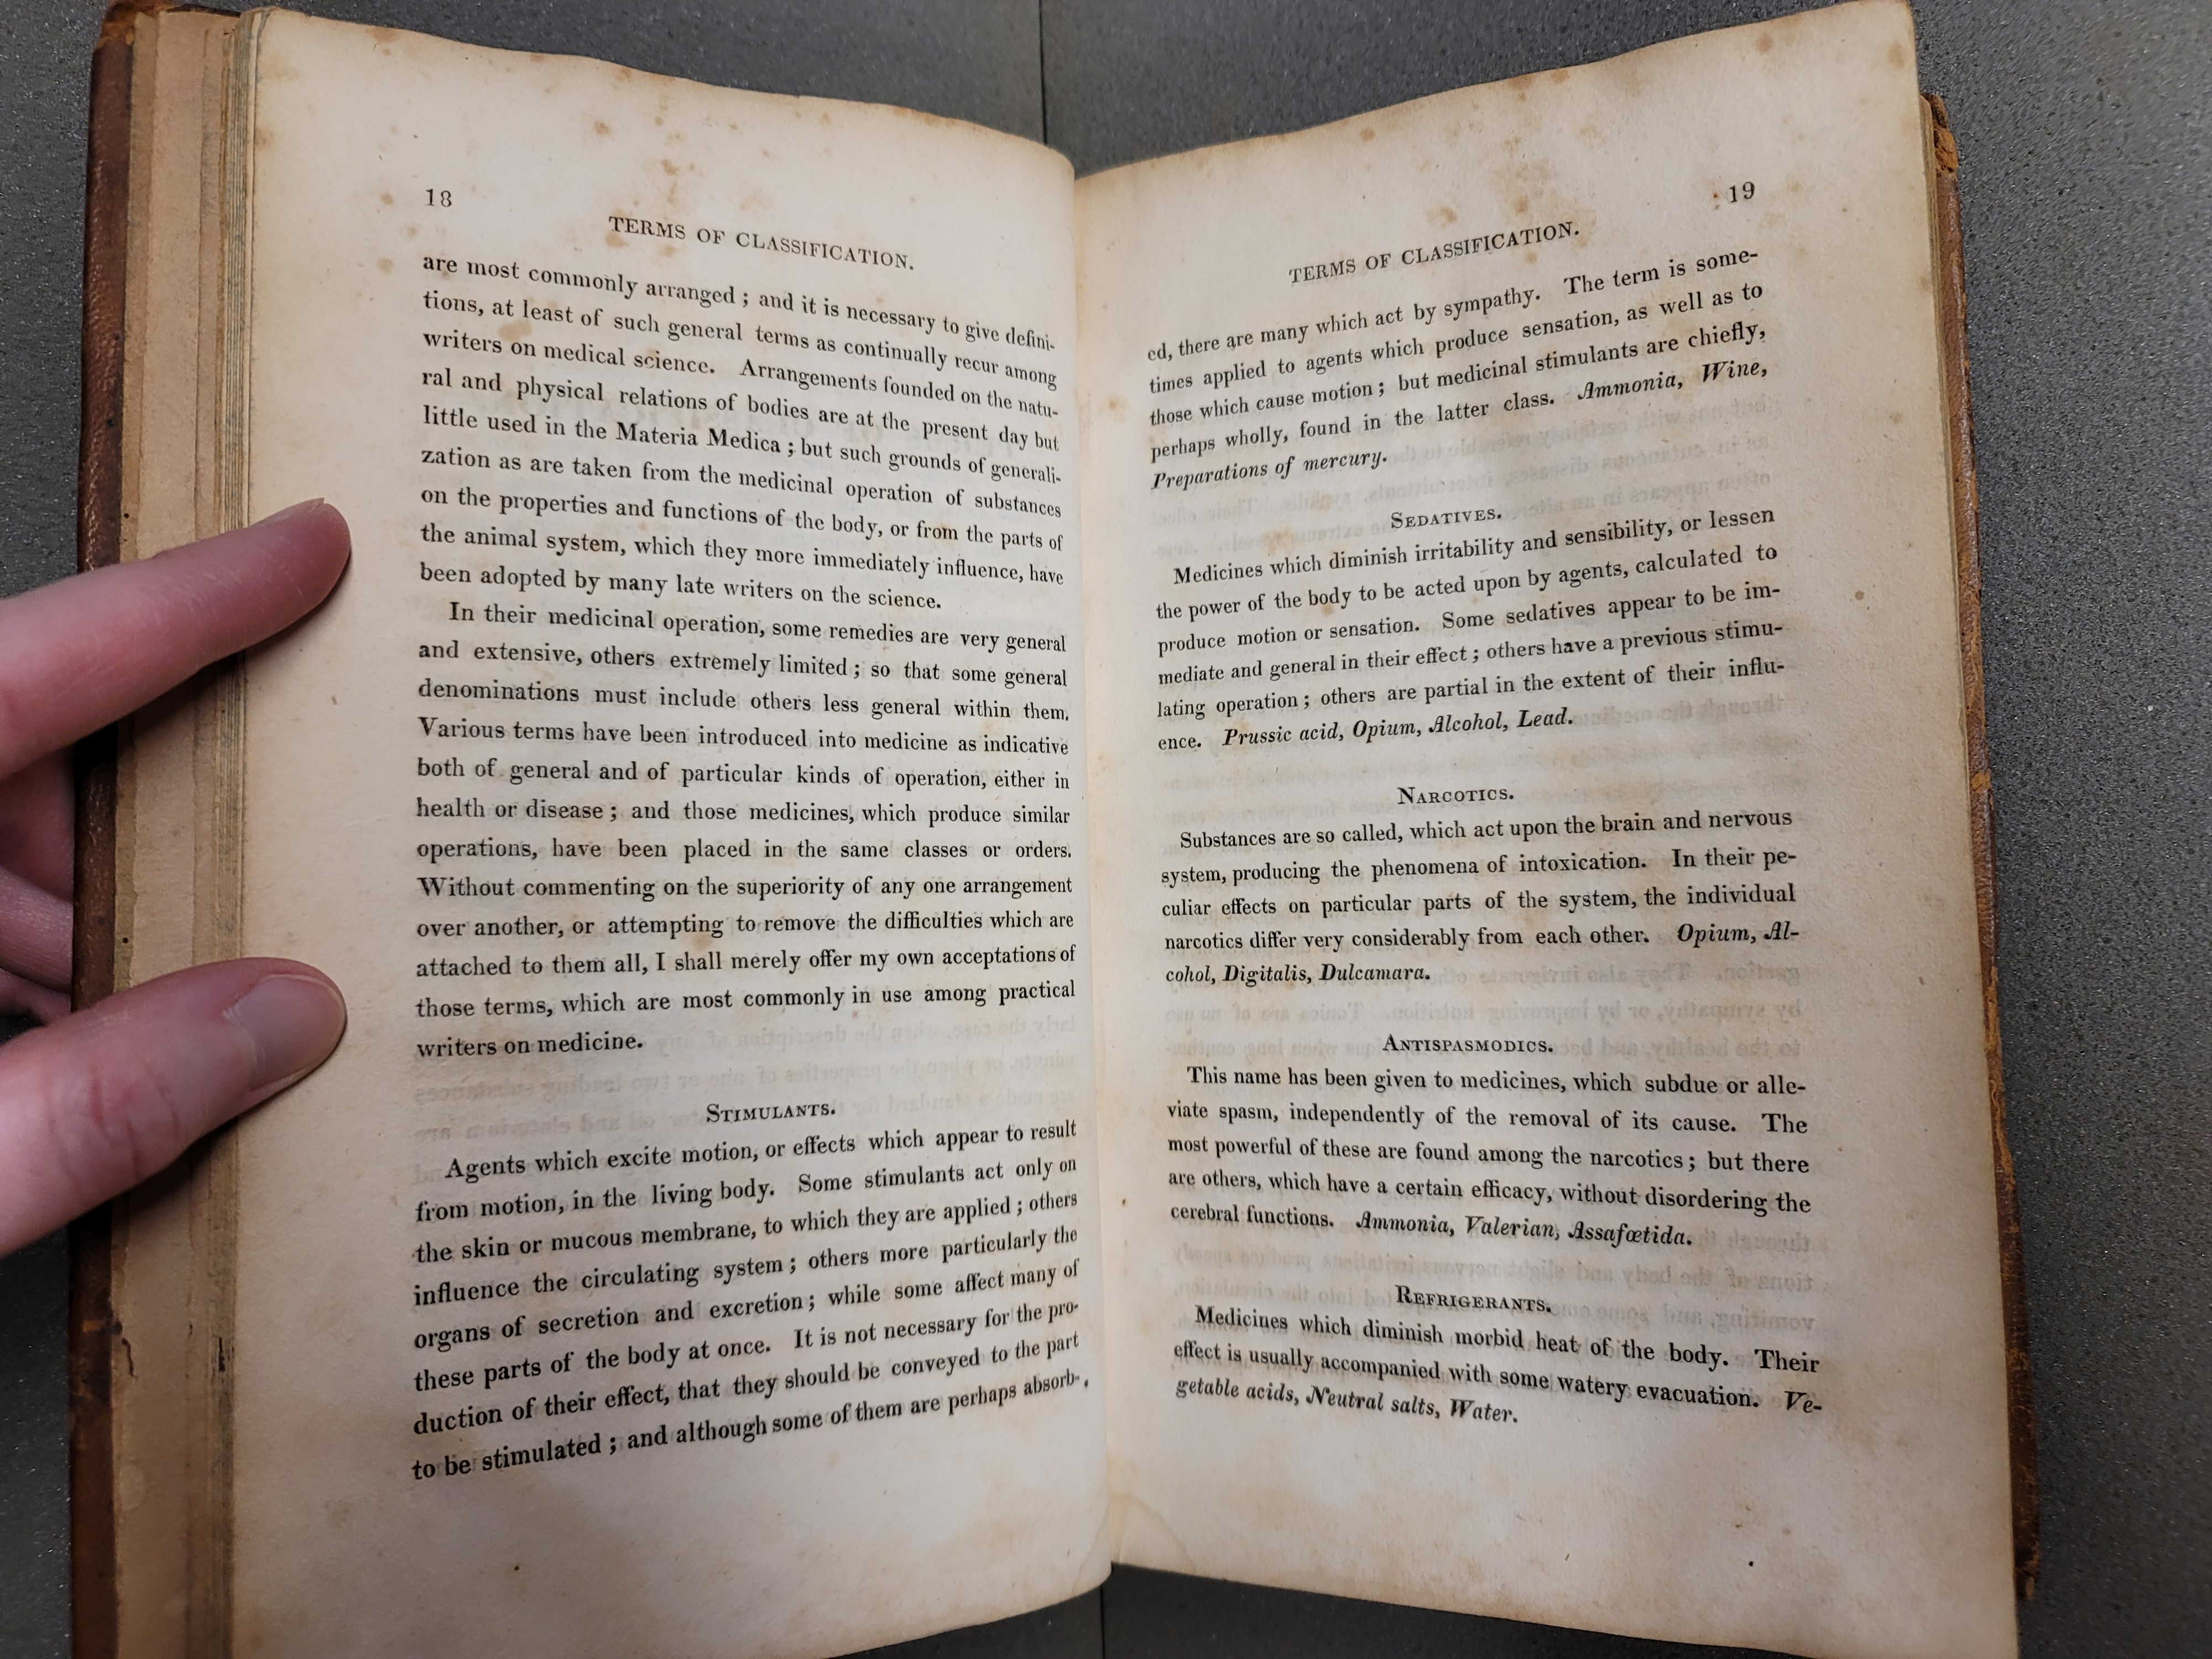 18
TERMS OF CLASSIFICATION.
are most commonly arranged ; and it is necessary to give defini-
tions, at least of such general terms as continually recur among
writers on medical science. Arrangements founded on the natu-
ral and physical relations of bodies are at the present day but
little used in the Materia Medica ; but such grounds of generali-
zation as are taken from the medicinal operation of substances
on the properties and functions of the body, or from the parts of
the animal system, which they more immediately influence, have
been adopted by many late writers on the science.
In their medicinal operation, some remedies are very general
and extensive, others extremely limited ; so that some general
denominations must include others less general within them.
Various terms have been introduced into medicine as indicative
both of general and of particular kinds of operation, either in
health or disease ; and those medicines, which produce similar
operations, have been placed in the same classes or orders.
Without commenting on the superiority of any one arrangement
over another, or attempting to remove the difficulties which are
attached to them all, I shall merely offer my own acceptations of
those terms, which are most commonly in use among practical
writers on medicine.
STIMULANTS.
Agents which excite motion, or effects which appear to result
from motion, in the living body. Some stimulants act only on
the skin or mucous membrane, to which they are applied ; others
influence the circulating system ; others more particularly the
organs of secretion and excretion ; while some affect many of
these parts of the body at once. It is not necessary for the pro-
duction of their effect, that they should be conveyed to the part
to be stimulated ; and although some of them are perhaps absorb-
19
TERMS OF CLASSIFICATION.
ed, there are many which act by sympathy. The term is some-
times applied to agents which produce sensation, as well as to
those which cause motion ; but medicinal stimulants are chiefly,
perhaps wholly, found in the latter class. Ammonia, Wine,
Preparations of mercury.
SEDATIVES.
Medicines which diminish irritability and sensibility, or lessen
the power of the body to be acted upon by agents, calculated to
produce motion or sensation. Some sedatives appear to be im-
mediate and general in their effect ; others have a previous stimu-
lating operation ; others are partial in the extent of their influ-
ence. Prussic acid, Opium, Alcohol, Lead.
NARCOTICS.
Substances are so called, which act upon the brain and nervous
system, producing the phenomena of intoxication. In their pe-
culiar effects on particular parts of the system, the individual
narcotics differ very considerably from each other. Opium, Al-
cohol, Digitalis, Dulcamara.
ANTISPASMODICS.
This name has been given to medicines, which subdue or alle-
viate spasm, independently of the removal of its cause. The
most powerful of these are found among the narcotics ; but there
are others, which have a certain efficacy, without disordering the
cerebral functions. Ammonia, Valerian, Assafœtida.
REFRIGERANTS.
Medicines which diminish morbid heat of the body. Their
effect is usually accompanied with some watery evacuation. Ve-
getable acids, Neutral salts, Water.